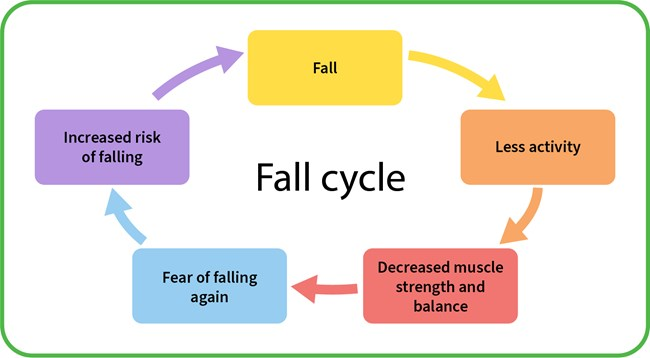 Fall
Less activity
Decreased muscle
strength and
balance
Fear of falling
again
Increased risk
of falling
Fall cycle